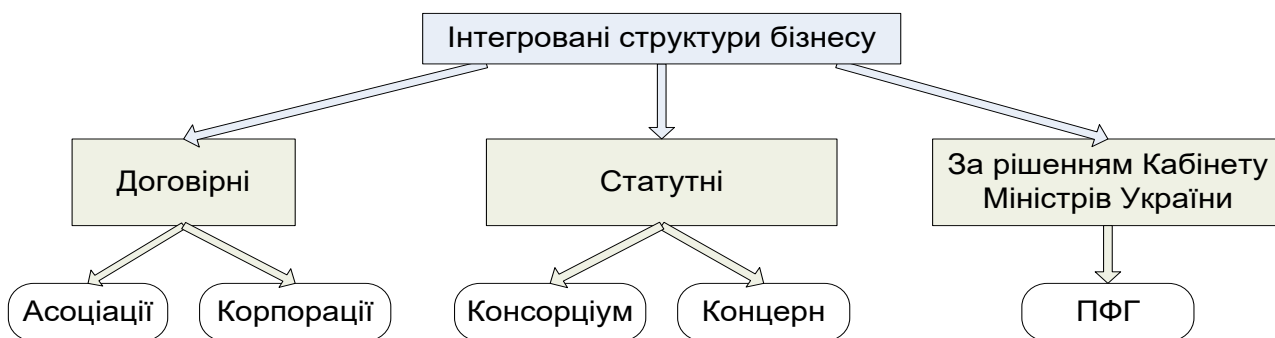 Інтегровані структури бізнесу
Договірні
Статутні
За рішенням Кабінету
Міністрів України
Асоціації
Корпорації
Консорціум
Концерн
ПФГ